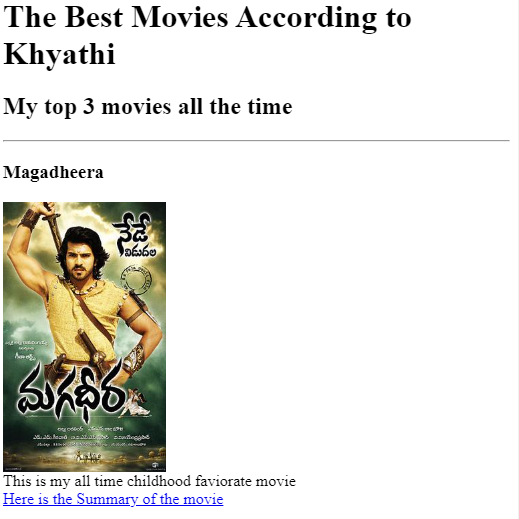 The Best Movies According to
Khyathi
My top 3 movies all the time
Magadheera
నేడే
విడుదల
మగధీర
This is my all time childhood faviorate movie
Here is the Summary of the movie